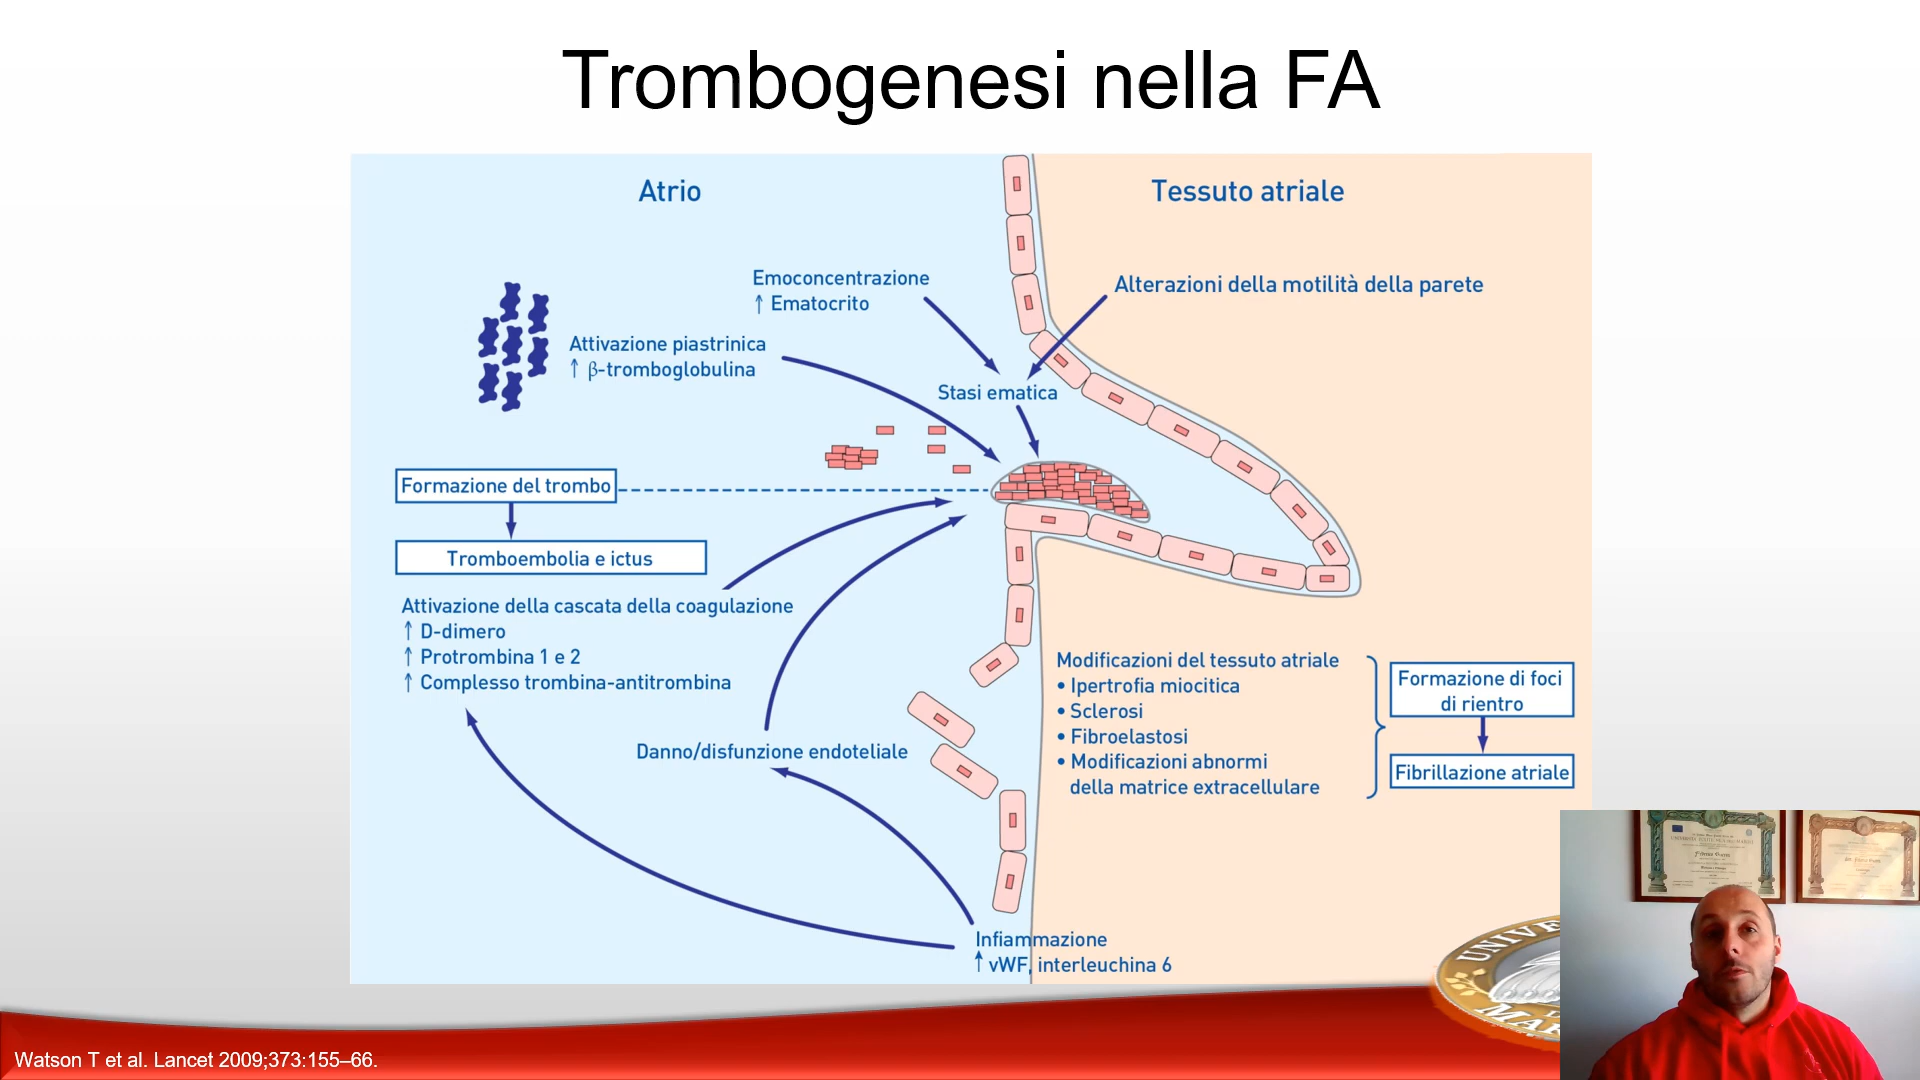 Trombogenesi nella FA
Atrio
Tessuto atriale
Emoconcentrazione
↑ Ematocrito
Alterazioni della motilità della parete
Attivazione piastrinica
↑ β-tromboglobulina
Stasi ematica
Formazione del trombo
Tromboembolia e ictus
Attivazione della cascata della coagulazione
↑ D-dimero
↑ Protrombina 1 e 2
↑ Complesso trombina-antitrombina
Danno/disfunzione endoteliale
Modificazioni del tessuto atriale
• Ipertrofia miocitica
• Sclerosi
• Fibroelastosi
• Modificazioni abnormi
della matrice extracellulare
Formazione di foci
di rientro
Fibrillazione atriale
Infiammazione
↑ vWF, interleuchina 6
UNIVE
MAR
Watson T et al. Lancet 2009;373:155–66.